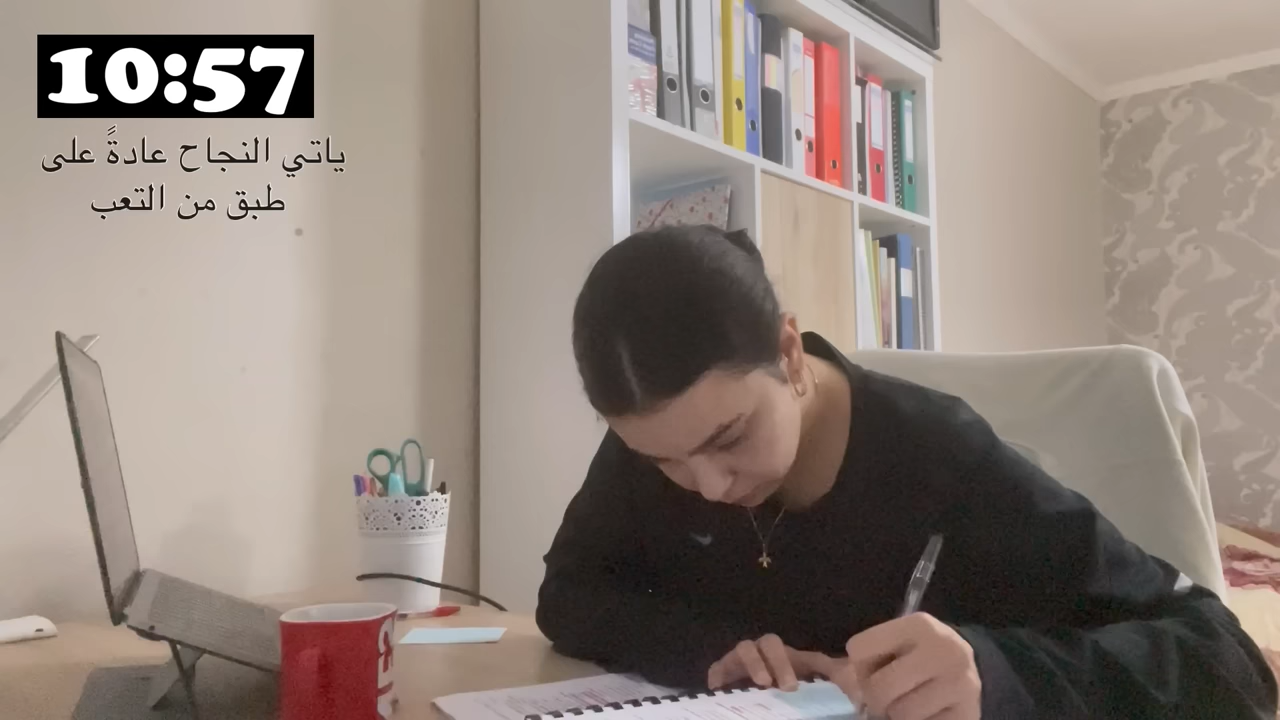 10:57
ياتي النجاح عادةً على
طبق من التعب